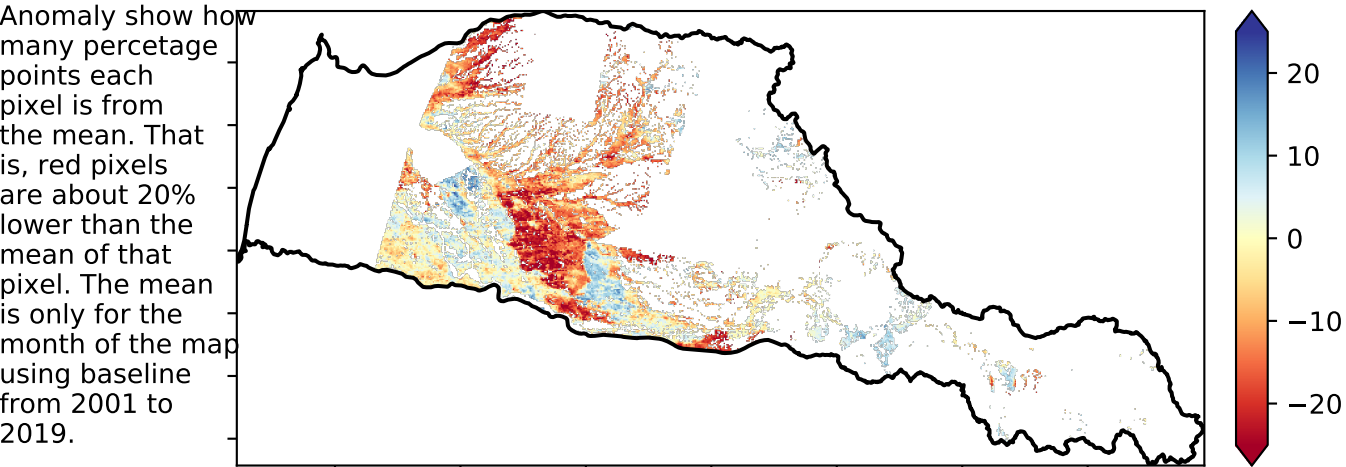 Anomaly show how
many percetage
points each
pixel is from
the mean. That
is, red pixels
are about 20%
lower than the
mean of that
pixel. The mean
is only for the
month of the map
using baseline
from 2001 to
2019.
20
10
0
−10
−20